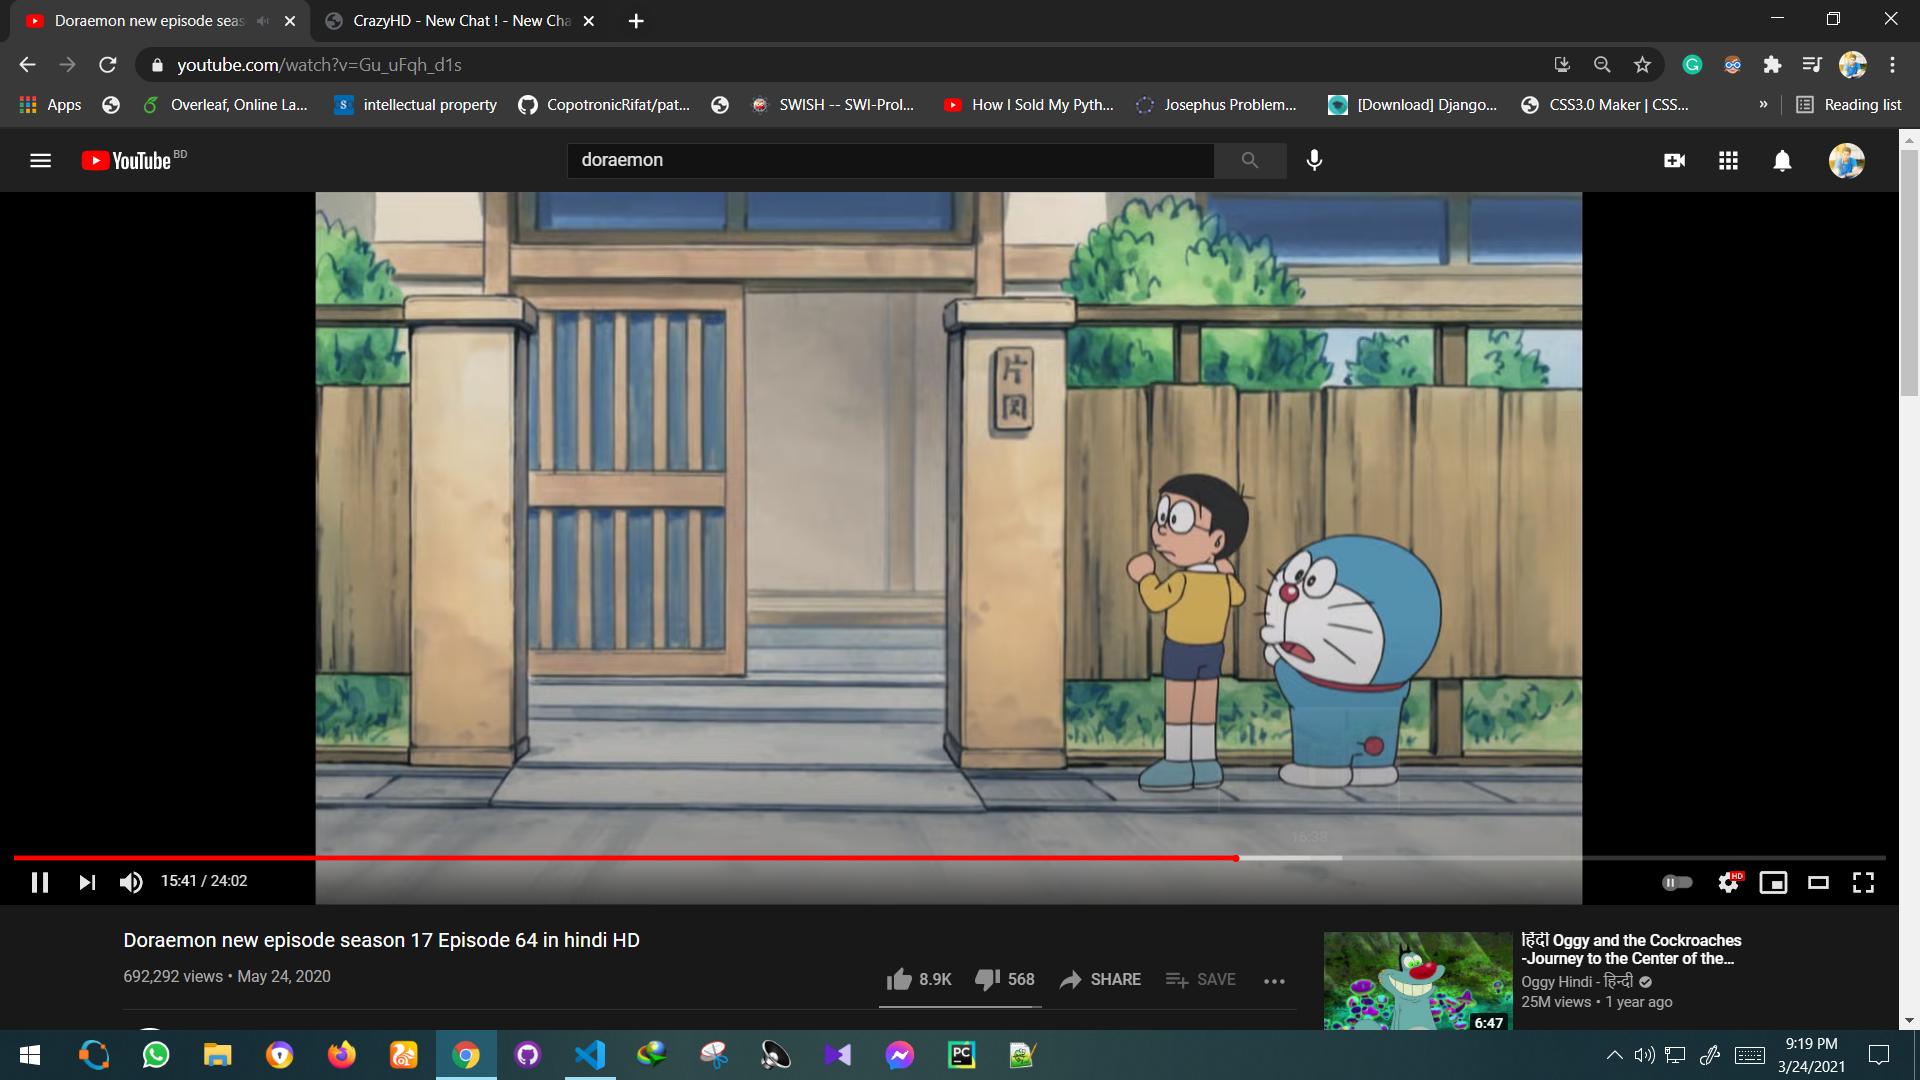 Doraemon new episode seas
CrazyHD - New Chat ! - New Cha
youtube.com/watch?v=Gu_uFqh_d1s
Apps
Overleaf, Online La...
S
intellectual property
CopotronicRifat/pat...
SWISH -- SWI-Prol...
How I Sold My Pyth...
Josephus Problem...
[Download] Django...
CSS3.0 Maker | CSS...
»
Reading list
YouTube BD
doraemon
片岡
16:38
15:41 / 24:02
HD
Doraemon new episode season 17 Episode 64 in hindi HD
692,292 views • May 24, 2020
8.9K
568
SHARE
SAVE
6:47
हिंदी Oggy and the Cockroaches
-Journey to the Center of the...
Oggy Hindi - हिन्दी
25M views • 1 year ago
PC
9:19 PM
3/24/2021